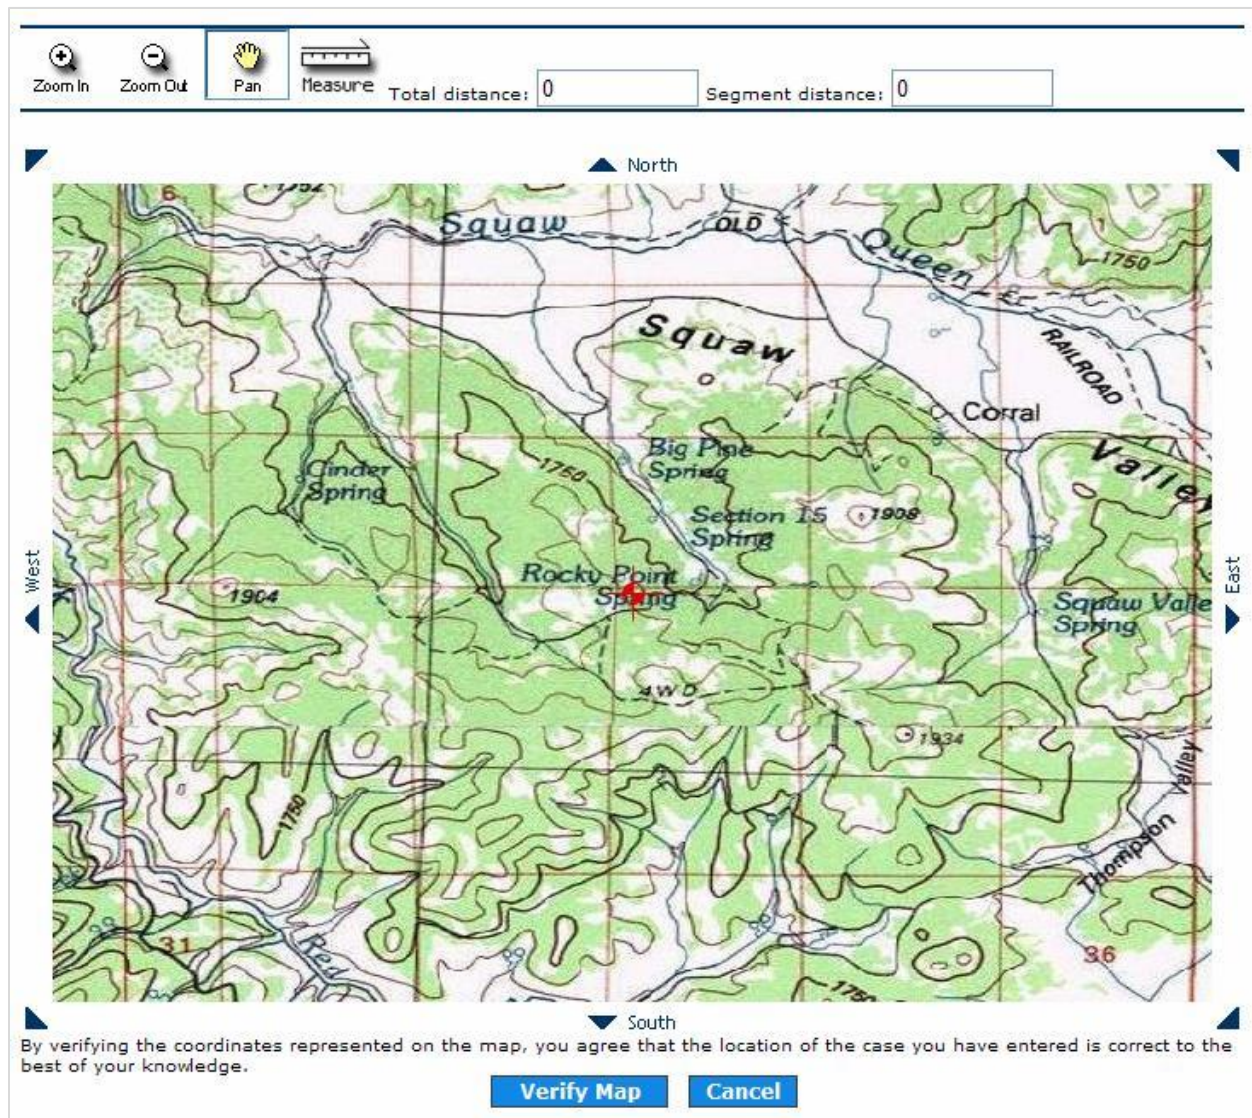 Zoom In
Zoom Out
Pan
Measure
Total distance: 0
Segment distance: 0
North
6
1752
Squaw
OLD
Queen
1
1750
Squaw
RAILROAD
Corral
Valley
Cinder
Spring
1750
Big Pine
Spring
Section 15
Spring
1908
West
East
Rocky Point
Spring
1904
Squaw Valle
Spring
4WD
1934
Valley
1750
Thompson
31
Red
36
1750
South
By verifying the coordinates represented on the map, you agree that the location of the case you have entered is correct to the
best of your knowledge.
Verify Map
Cancel